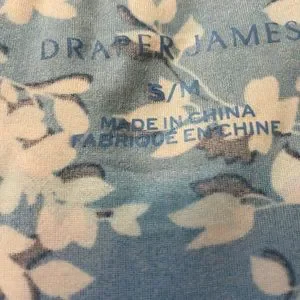 DRAPER JAMES
S/M
MADE IN CHINA
FABRIQUÉ EN CHINE